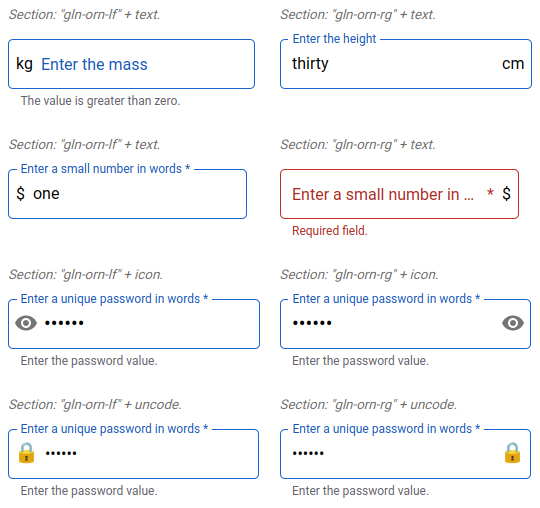 Section: "gln-orn-lf" + text.
Section: "gln-orn-rg" + text.
Enter the height
kg Enter the mass
thirty cm
The value is greater than zero.
Section: "gln-orn-lf" + text.
Section: "gln-orn-rg" + text.
Enter a small number in words *
$ one
Enter a small number in ... * $
Required field.
Section: "gln-orn-lf" + icon.
Section: "gln-orn-rg" + icon.
Enter a unique password in words *
Enter a unique password in words *
••••••
••••••
Enter the password value.
Enter the password value.
Section: "gln-orn-lf" + uncode.
Section: "gln-orn-rg" + uncode.
Enter a unique password in words *
Enter a unique password in words *
••••••
••••••
Enter the password value.
Enter the password value.